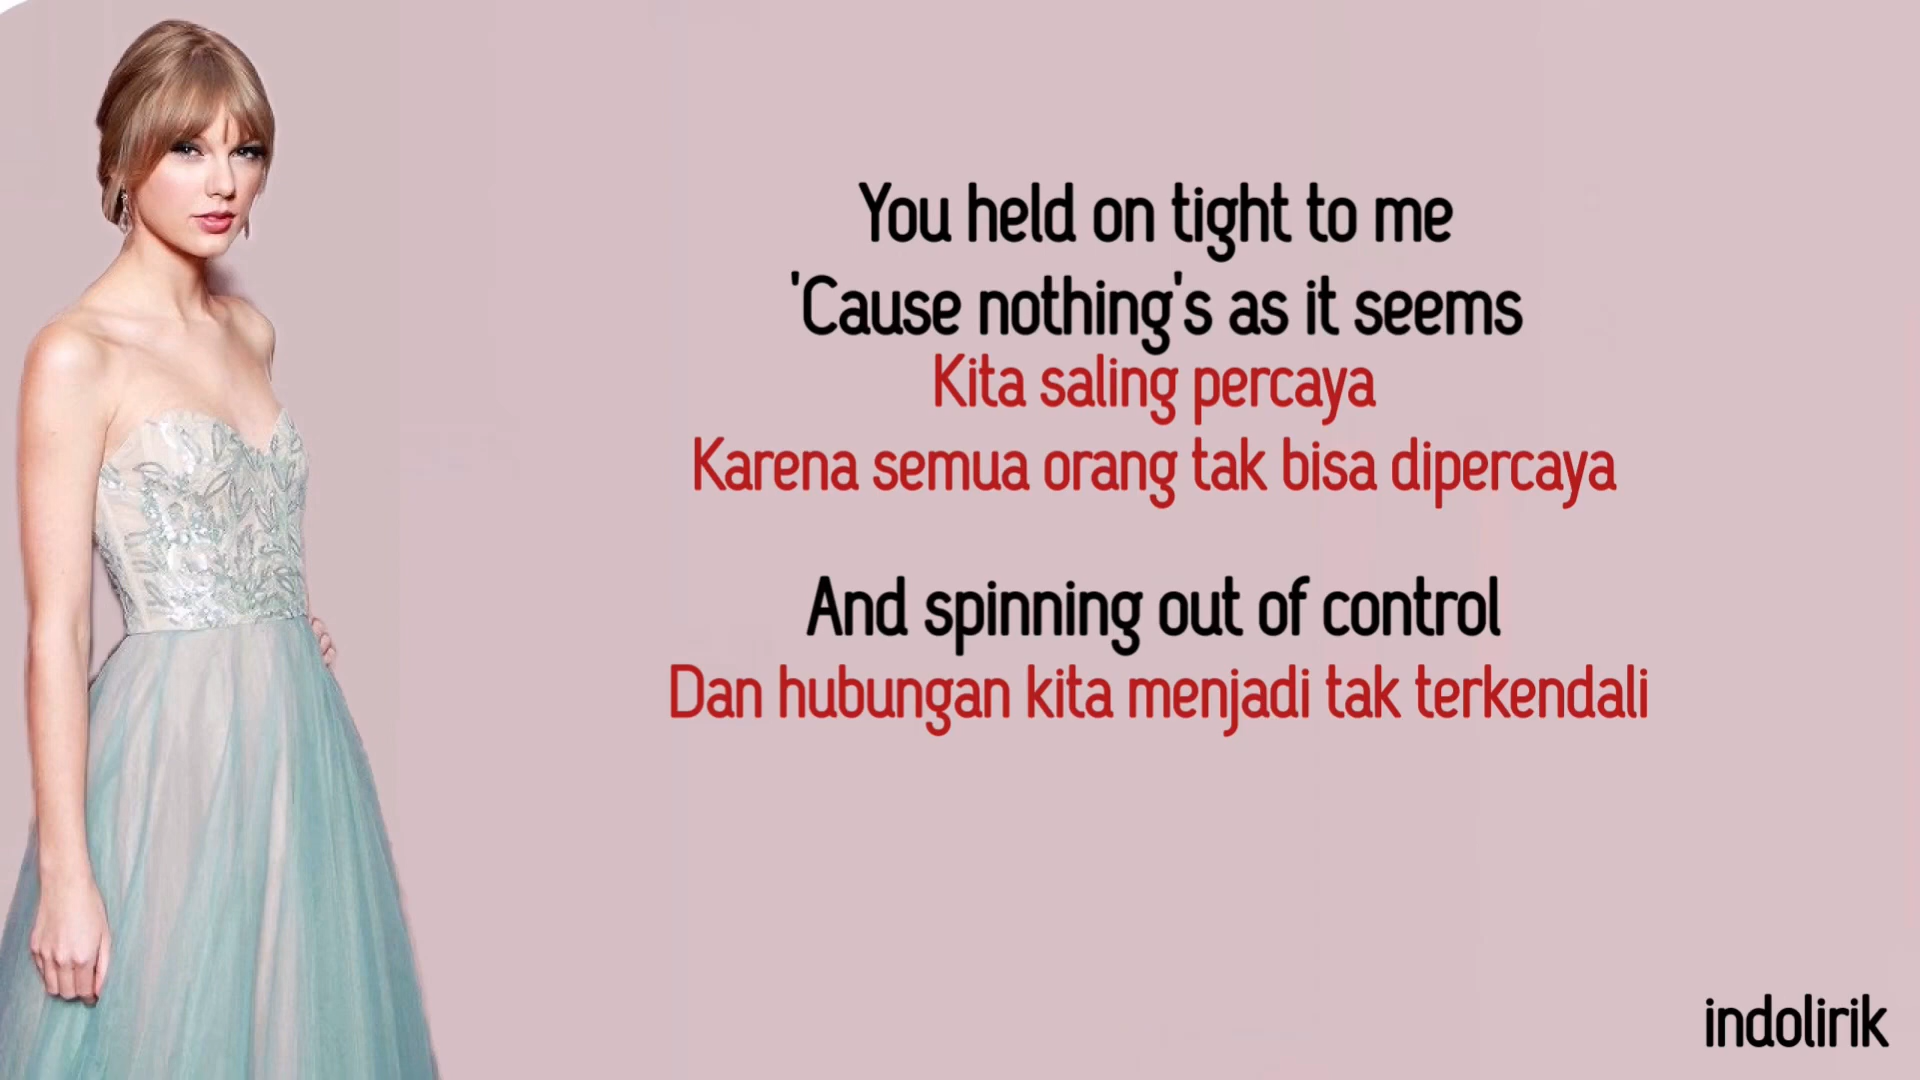 You held on tight to me
'Cause nothing's as it seems
Kita saling percaya
Karena semua orang tak bisa dipercaya
And spinning out of control
Dan hubungan kita menjadi tak terkendali
indolirik